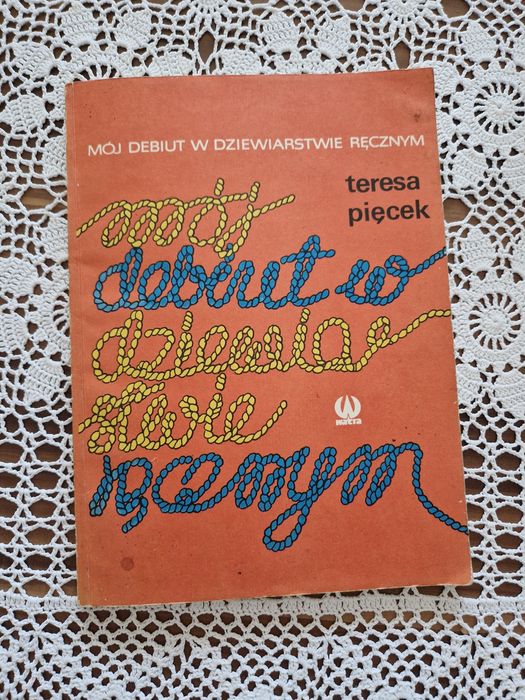 MÓJ DEBIUT W DZIEWIARSTWIE RĘCZNYM
teresa
pięcek
mój
debiut w
dziewiar
stwie
ręcznym
watra